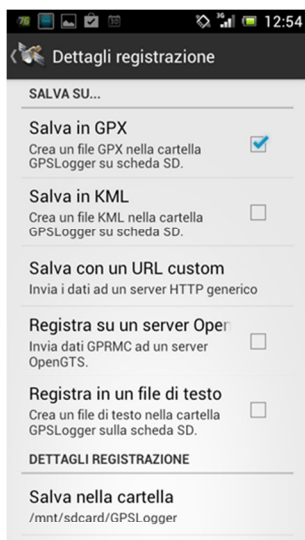 76 3G 12:54
Dettagli registrazione
SALVA SU...
Salva in GPX
Crea un file GPX nella cartella
GPSLogger su scheda SD.
Salva in KML
Crea un file KML nella cartella
GPSLogger su scheda SD.
Salva con un URL custom
Invia i dati ad un server HTTP generico
Registra su un server Open
Invia dati GPRMC ad un server
OpenGTS.
Registra in un file di testo
Crea un file di testo nella cartella
GPSLogger sulla scheda SD.
DETTAGLI REGISTRAZIONE
Salva nella cartella
/mnt/sdcard/GPSLogger